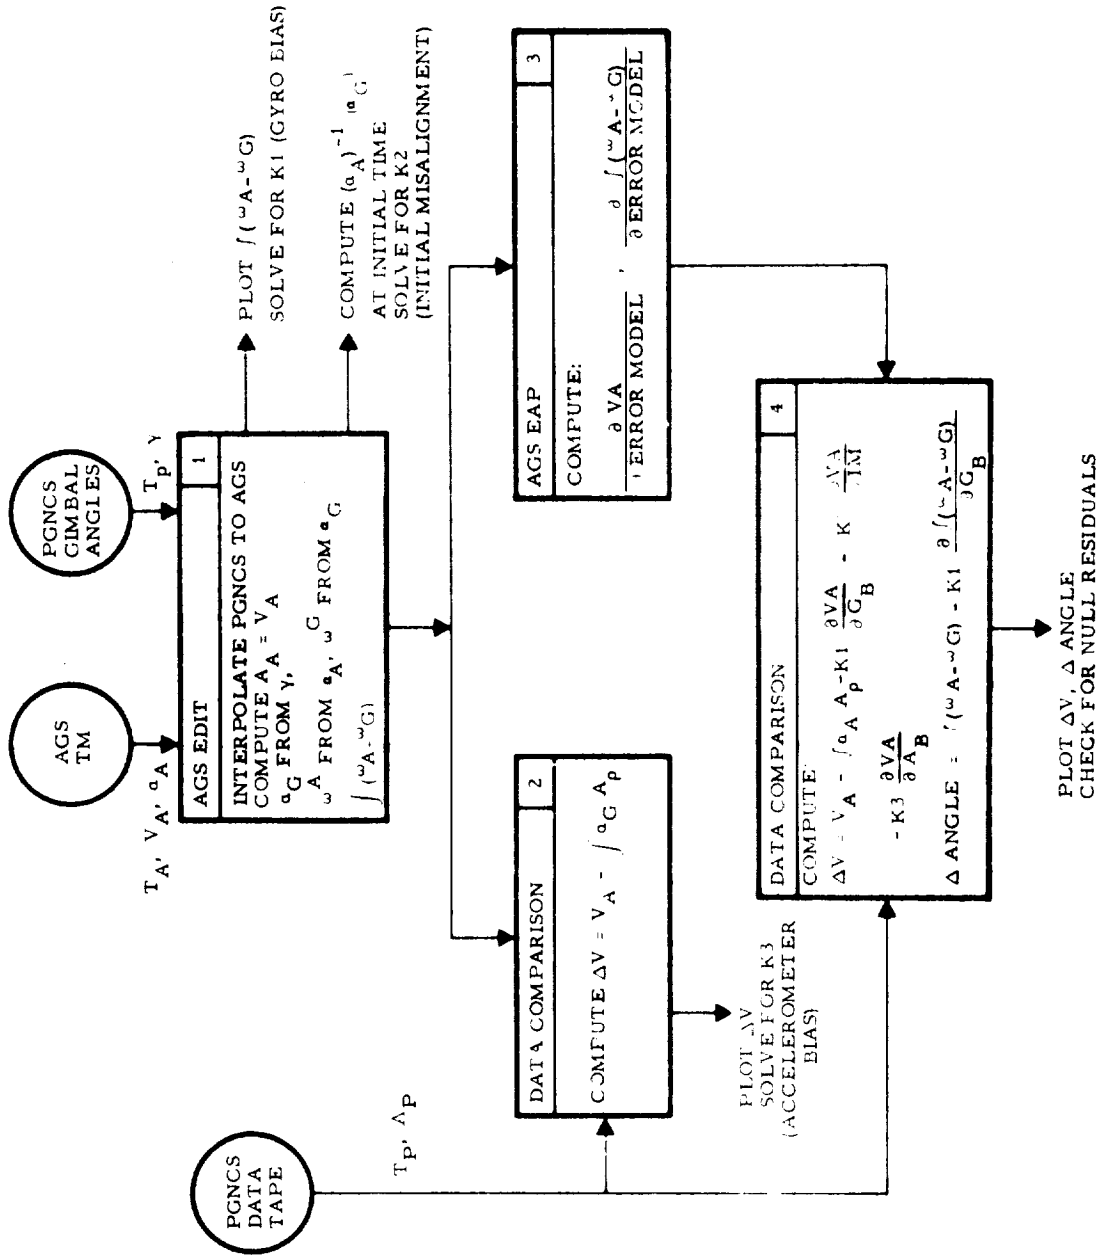 PGNCS
GIMBAL
ANGLES
AGS
TM
PGNCS
DATA
TAPE
T_P, γ
T_A, V_A, α_A
T_P, A_P
AGS EDIT
1
INTERPOLATE PGNCS TO AGS
COMPUTE A_A = V_A
α_G FROM γ,
ω_A FROM α_A, ω_G FROM α_G
∫(ω_A-ω_G)
PLOT ∫(ω_A-ω_G)
SOLVE FOR K1 (GYRO BIAS)
COMPUTE (α_A)^-1 (α_G)
AT INITIAL TIME
SOLVE FOR K2
(INITIAL MISALIGNMENT)
DATA COMPARISON
2
COMPUTE ΔV = V_A - ∫ α_G A_P
PLOT ΔV
SOLVE FOR K3
(ACCELEROMETER
BIAS)
AGS EAP
3
COMPUTE:
∂ VA
ERROR MODEL
,
∂ ∫(ω_A-ω_G)
∂ ERROR MODEL
DATA COMPARISON
4
COMPUTE
ΔV = V_A - ∫α_A A_P -K1 ∂VA / ∂G_B - K
-K3 ∂VA / ∂A_B
Δ ANGLE = ∫(ω_A-ω_G) - K1 ∂ ∫(ω_A-ω_G) / ∂G_B
PLOT ΔV, Δ ANGLE
CHECK FOR NULL RESIDUALS